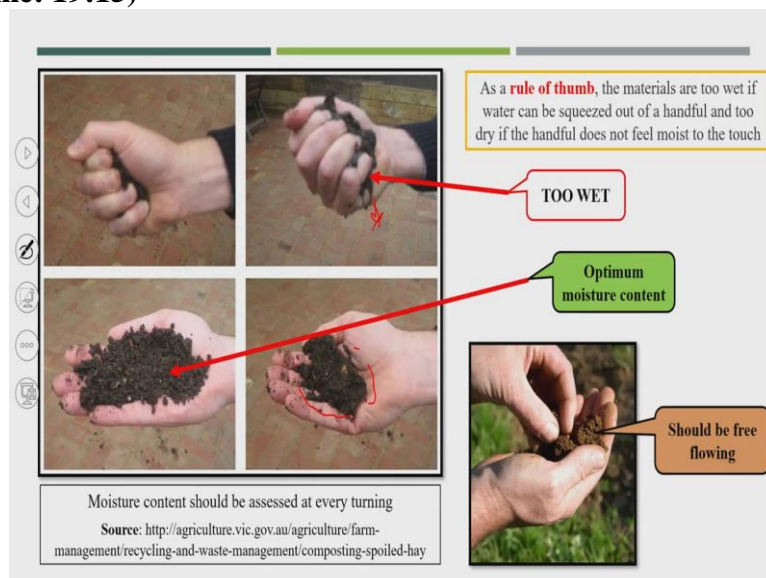 As a rule of thumb, the materials are too wet if
water can be squeezed out of a handful and too
dry if the handful does not feel moist to the touch
TOO WET
Optimum
moisture content
Should be free
flowing
Moisture content should be assessed at every turning
Source: http://agriculture.vic.gov.au/agriculture/farm-
management/recycling-and-waste-management/composting-spoiled-hay